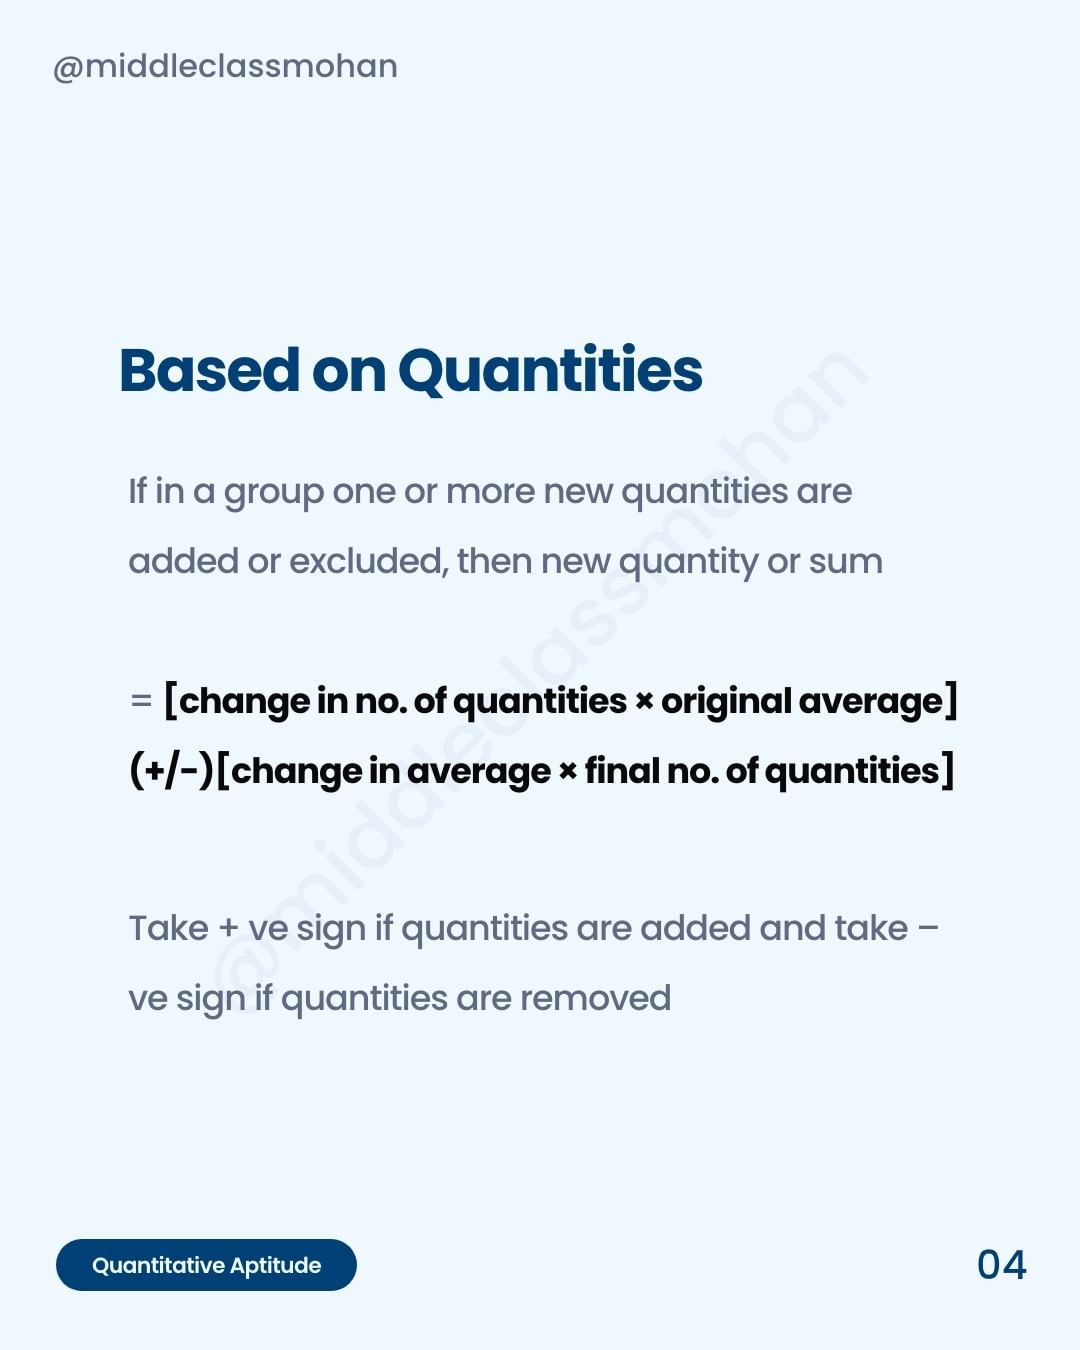 @middleclassmohan
Based on Quantities
If in a group one or more new quantities are
added or excluded, then new quantity or sum
= [change in no. of quantities × original average]
(+/-)[change in average × final no. of quantities]
Take + ve sign if quantities are added and take –
ve sign if quantities are removed
@middleclassmohan
Quantitative Aptitude
04